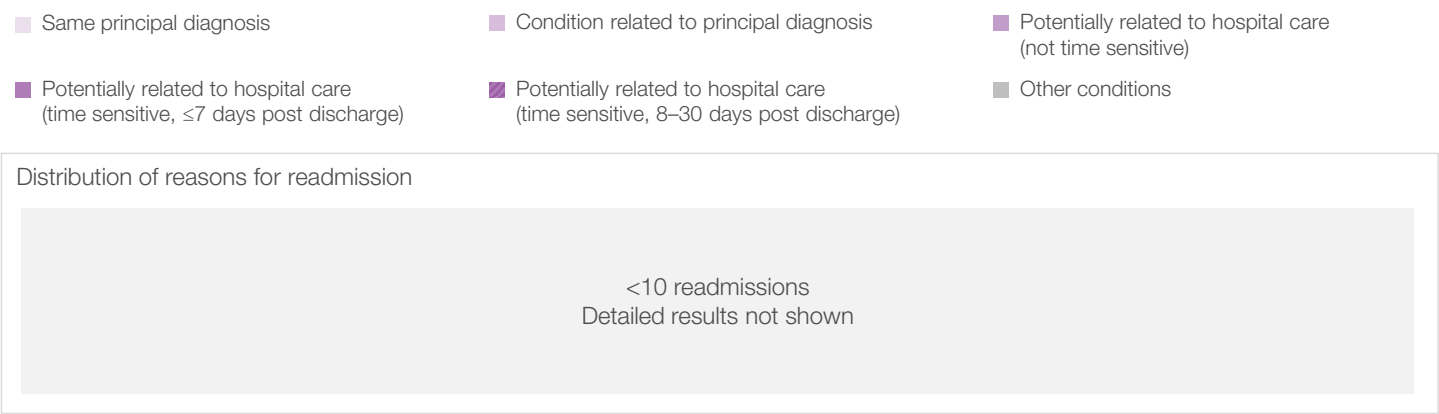 Same principal diagnosis
Condition related to principal diagnosis
Potentially related to hospital care
(not time sensitive)
Potentially related to hospital care
(time sensitive, ≤7 days post discharge)
Potentially related to hospital care
(time sensitive, 8–30 days post discharge)
Other conditions
Distribution of reasons for readmission
<10 readmissions
Detailed results not shown